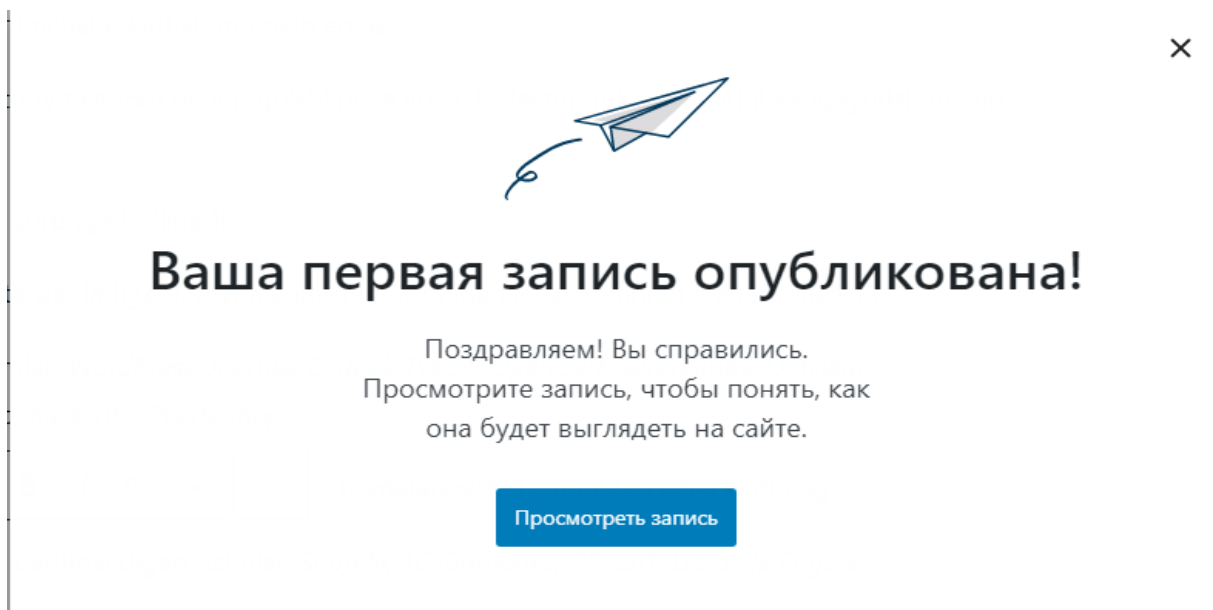 Ваша первая запись опубликована!
Поздравляем! Вы справились.
Просмотрите запись, чтобы понять, как
она будет выглядеть на сайте.
Просмотреть запись